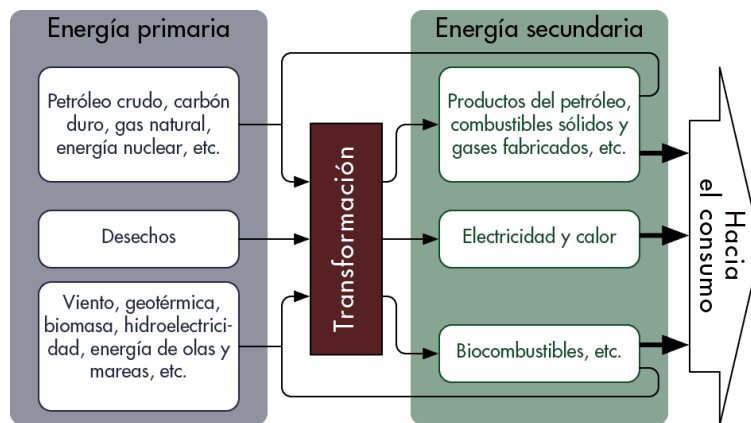 Energía primaria
Petróleo crudo, carbón
duro, gas natural,
energía nuclear, etc.
Desechos
Viento, geotérmica,
biomasa, hidroelectrici-
dad, energía de olas y
mareas, etc.
Transformación
Energía secundaria
Productos del petróleo,
combustibles sólidos y
gases fabricados, etc.
Electricidad y calor
Biocombustibles, etc.
Hacia
el consumo